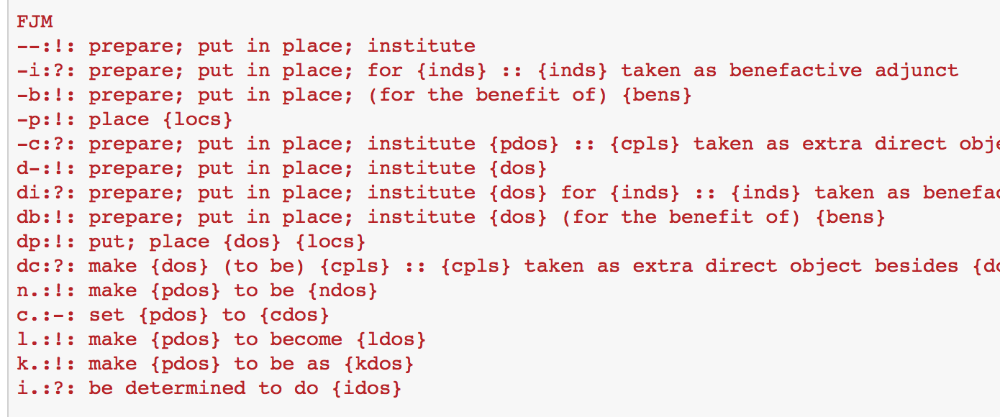 FJM
--:!: prepare; put in place; institute
-i:?: prepare; put in place; for {inds} :: {inds} taken as benefactive adjunct
-b:!: prepare; put in place; (for the benefit of) {bens}
-p:!: place {locs}
-c:?: prepare; put in place; institute {pdos} :: {cpls} taken as extra direct obje
d-:!: prepare; put in place; institute {dos}
di:?: prepare; put in place; institute {dos} for {inds} :: {inds} taken as benefac
db:!: prepare; put in place; institute {dos} (for the benefit of) {bens}
dp:!: put; place {dos} {locs}
dc:?: make {dos} (to be) {cpls} :: {cpls} taken as extra direct object besides {do
n.:!: make {pdos} to be {ndos}
c.:-: set {pdos} to {cdos}
l.:!: make {pdos} to become {ldos}
k.:!: make {pdos} to be as {kdos}
i.:?: be determined to do {idos}